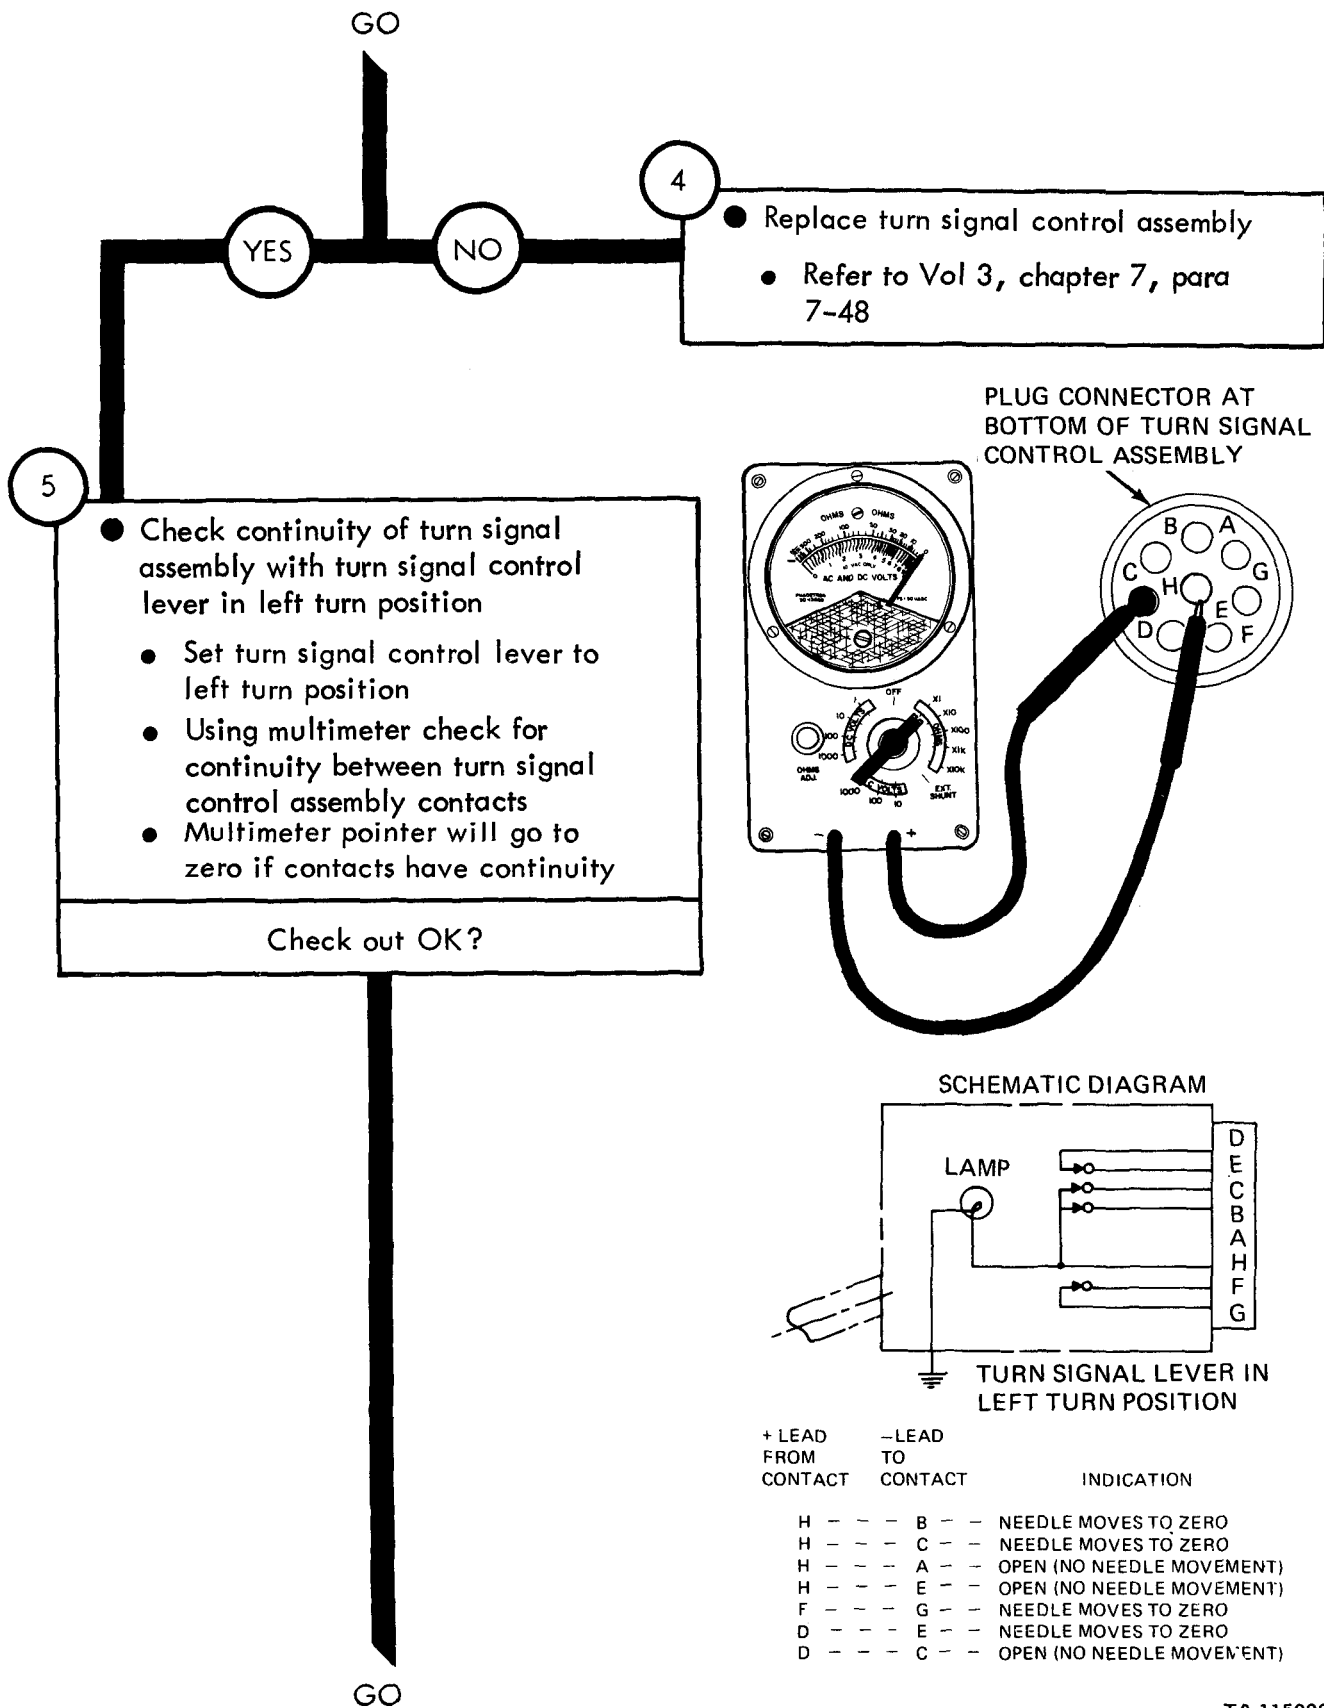 GO
YES
NO
4
● Replace turn signal control assembly
● Refer to Vol 3, chapter 7, para
7-48
5
● Check continuity of turn signal
assembly with turn signal control
lever in left turn position
● Set turn signal control lever to
left turn position
● Using multimeter check for
continuity between turn signal
control assembly contacts
● Multimeter pointer will go to
zero if contacts have continuity
Check out OK?
PLUG CONNECTOR AT
BOTTOM OF TURN SIGNAL
CONTROL ASSEMBLY
B A
C H G
D E F
OHMS OHMS
10 VAC ONLY
AC AND DC VOLTS
OFF
X1
X10
X100
X1K
X10K
OHMS
EXT.
SHUNT
10
100
1000
DC VOLTS
OHMS
ADJ.
1000
100
10
C VOLTS
- +
SCHEMATIC DIAGRAM
LAMP
D
E
C
B
A
H
F
G
TURN SIGNAL LEVER IN
LEFT TURN POSITION
+ LEAD –LEAD
FROM TO
CONTACT CONTACT INDICATION
H – – – B – – NEEDLE MOVES TO ZERO
H – – – C – – NEEDLE MOVES TO ZERO
H – – – A – – OPEN (NO NEEDLE MOVEMENT)
H – – – E – – OPEN (NO NEEDLE MOVEMENT)
F – – – G – – NEEDLE MOVES TO ZERO
D – – – E – – NEEDLE MOVES TO ZERO
D – – – C – – OPEN (NO NEEDLE MOVEMENT)
GO